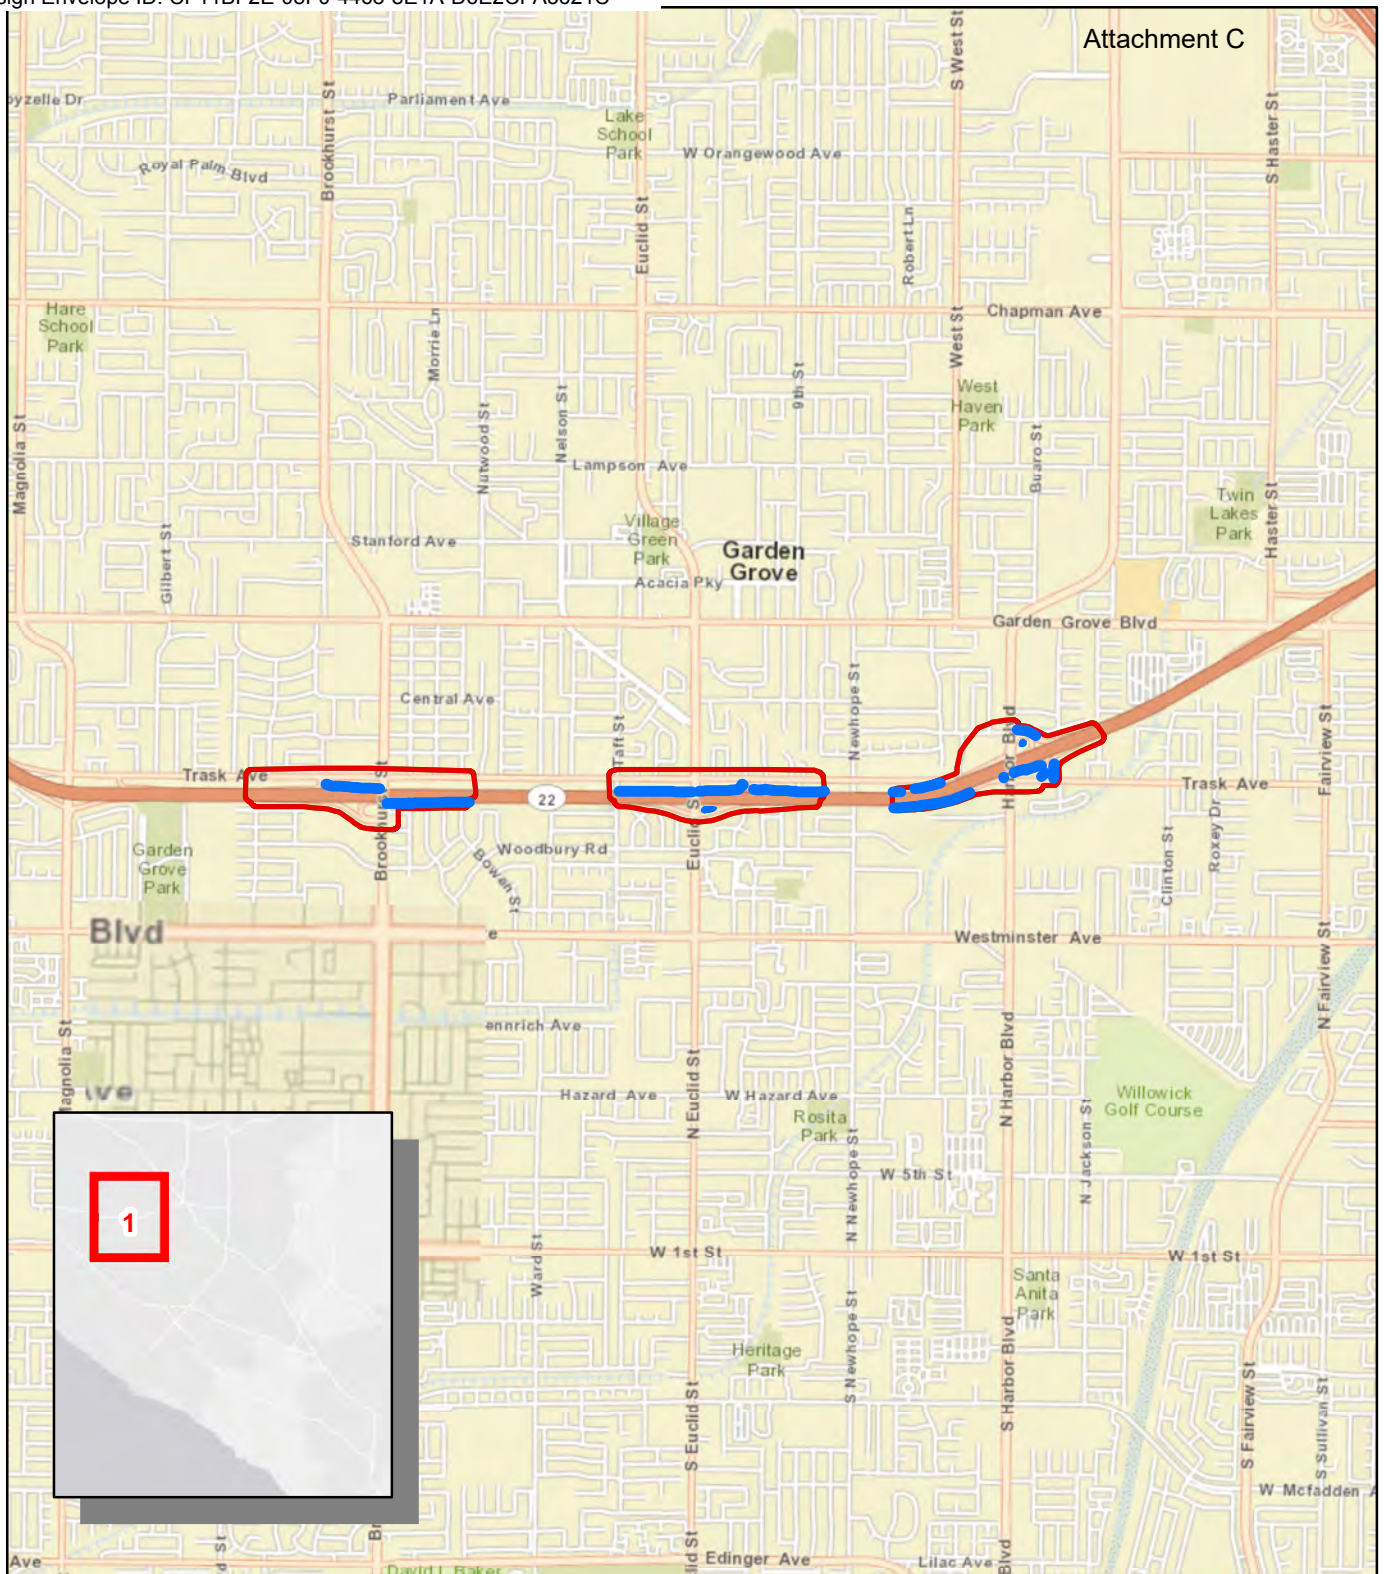 Attachment C
Parliament Ave
Royal Palm Blvd
Brookhurst St
Lake
School
Park
W Orangewood Ave
Euclid St
S West St
S Haster St
Robert Ln
Hare
School
Park
Chapman Ave
Morrie Ln
West St
9th St
West
Haven
Park
Magnolia St
Nutwood St
Nelson St
Buaro St
Lampson Ave
Twin
Lakes
Park
Haster St
Gilbert St
Stanford Ave
Village
Green
Park
Garden
Grove
Acacia Pky
Garden Grove Blvd
Central Ave
Taft St
Newhope St
Harbor Blvd
Fairview St
Trask Ave
22
Trask Ave
Brookhurst St
Euclid St
Garden
Grove
Park
Woodbury Rd
Bowen St
Clinton St
Roxey Dr
Blvd
e
Westminster Ave
N Fairview St
ennrich Ave
Magnolia St
N Euclid St
N Harbor Blvd
Hazard Ave
W Hazard Ave
Rosita
Park
Willowick
Golf Course
N Jackson St
N Newhope St
W 5th St
1
Ward St
W 1st St
W 1st St
Santa
Anita
Park
S Newhope St
Heritage
Park
S Harbor Blvd
S Euclid St
S Fairview St
S Sullivan St
W Mcfadden A
Ave
Edinger Ave
Lilac Ave
David L Baker